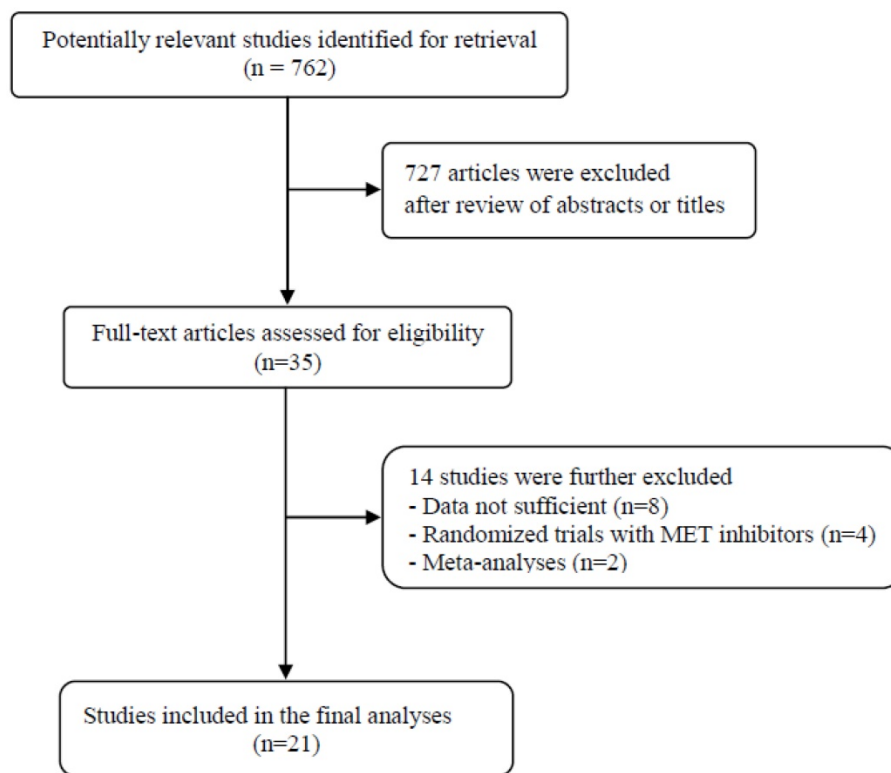 Potentially relevant studies identified for retrieval
(n = 762)
727 articles were excluded
after review of abstracts or titles
Full-text articles assessed for eligibility
(n=35)
14 studies were further excluded
- Data not sufficient (n=8)
- Randomized trials with MET inhibitors (n=4)
- Meta-analyses (n=2)
Studies included in the final analyses
(n=21)